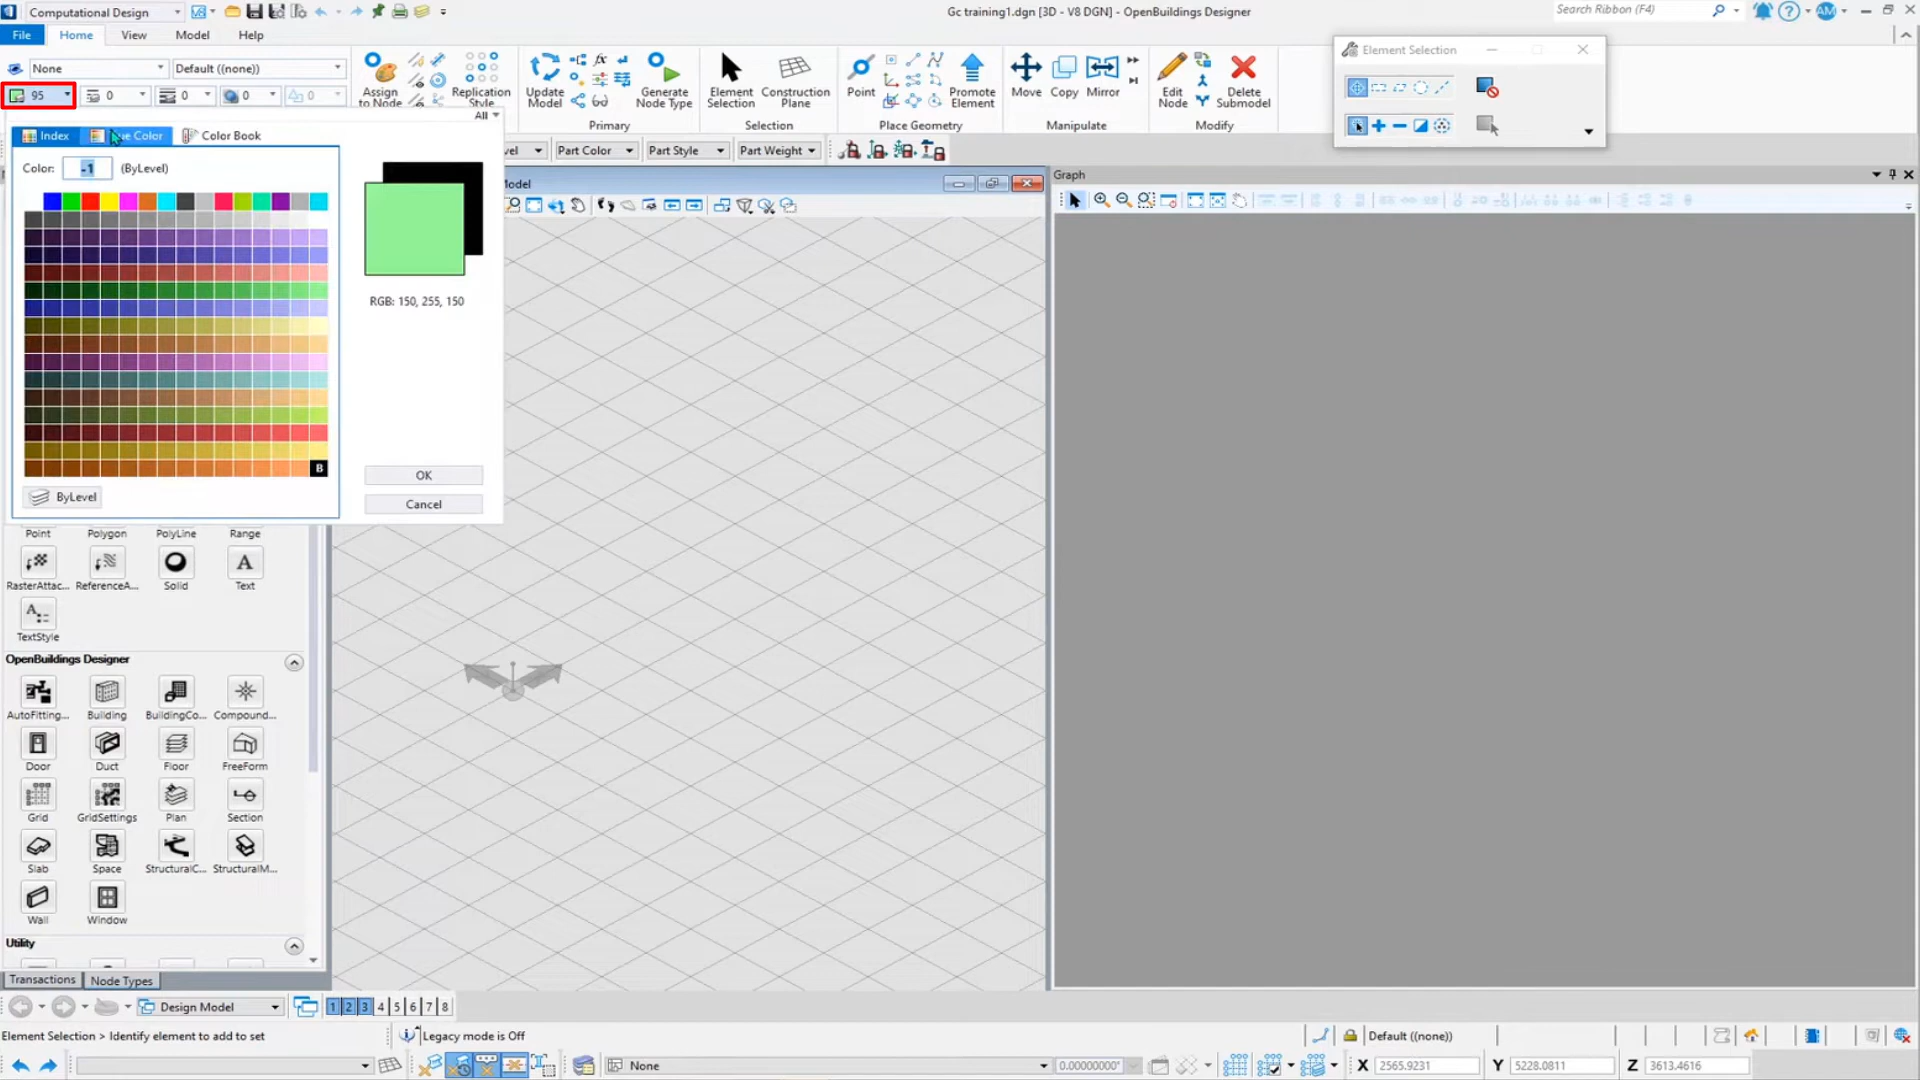 Computational Design
Gc training1.dgn [3D - V8 DGN] - OpenBuildings Designer
Search Ribbon (F4)
AM
File Home View Model Help
None Default ((none))
95 0 0 0 0
Assign to Node
Replication Style
Update Model
Generate Node Type
Element Selection
Construction Plane
Point
Promote Element
Move Copy Mirror
Edit Node
Delete Submodel
Primary Selection Place Geometry Manipulate Modify
Element Selection
All
Index Color Color Book
Part Color Part Style Part Weight
Color: -1 (ByLevel)
RGB: 150, 255, 150
B
OK
ByLevel
Cancel
Graph
Point Polygon PolyLine Range
RasterAttac... ReferenceA... Solid Text
TextStyle
OpenBuildings Designer
AutoFitting... Building BuildingCo... Compound...
Door Duct Floor FreeForm
Grid GridSettings Plan Section
Slab Space StructuralC... StructuralM...
Wall Window
Utility
Transactions Node Types
Design Model 1 2 3 4 5 6 7 8
Element Selection > Identify element to add to set
Legacy mode is Off
Default ((none))
None
0.00000000°
X 2565.9231 Y 5228.0811 Z 3613.4616